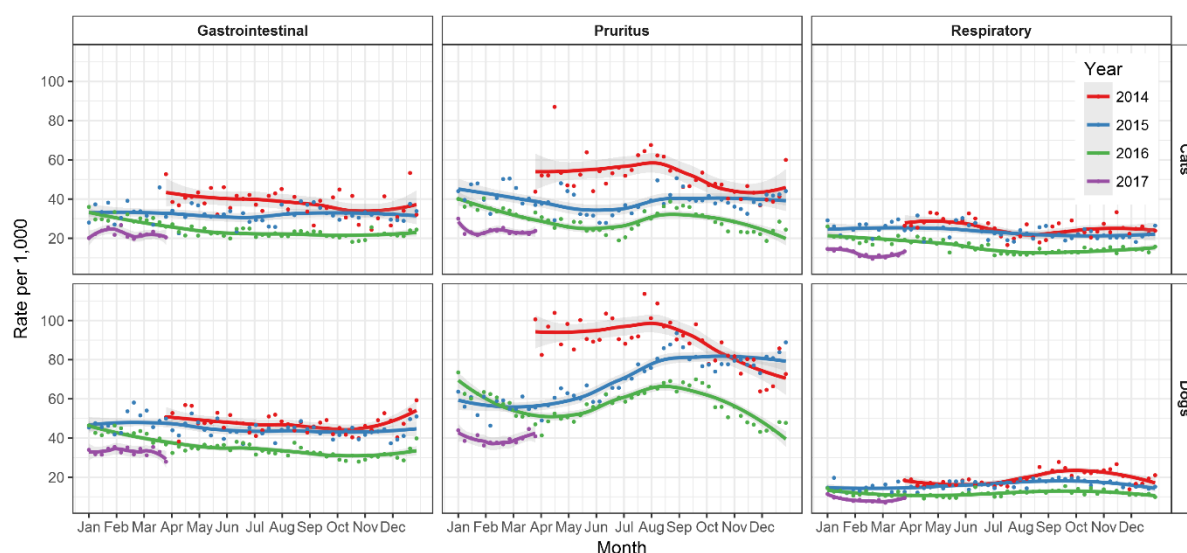 Gastrointestinal Pruritus Respiratory
Rate per 1,000
100
80
60
40
20
100
80
60
40
20
Year
2014
2015
2016
2017
Cats
Dogs
Jan Feb Mar Apr May Jun Jul Aug Sep Oct Nov Dec
Jan Feb Mar Apr May Jun Jul Aug Sep Oct Nov Dec
Jan Feb Mar Apr May Jun Jul Aug Sep Oct Nov Dec
Month